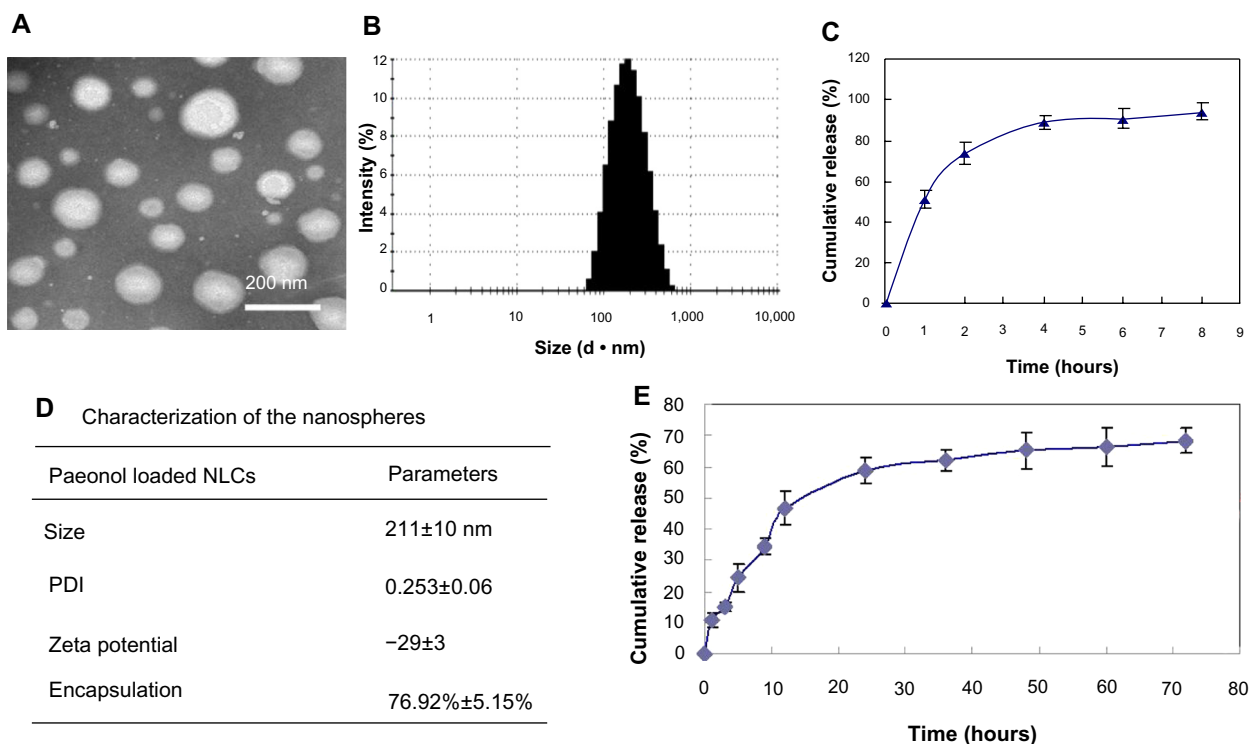 A
200 nm
B
Intensity (%)
12
10
8
6
4
2
0
1 10 100 1,000 10,000
Size (d • nm)
C
Cumulative release (%)
120
100
80
60
40
20
0
0 1 2 3 4 5 6 7 8 9
Time (hours)
D Characterization of the nanospheres
Paeonol loaded NLCs Parameters
Size 211±10 nm
PDI 0.253±0.06
Zeta potential −29±3
Encapsulation 76.92%±5.15%
E
Cumulative release (%)
80
70
60
50
40
30
20
10
0
0 10 20 30 40 50 60 70 80
Time (hours)